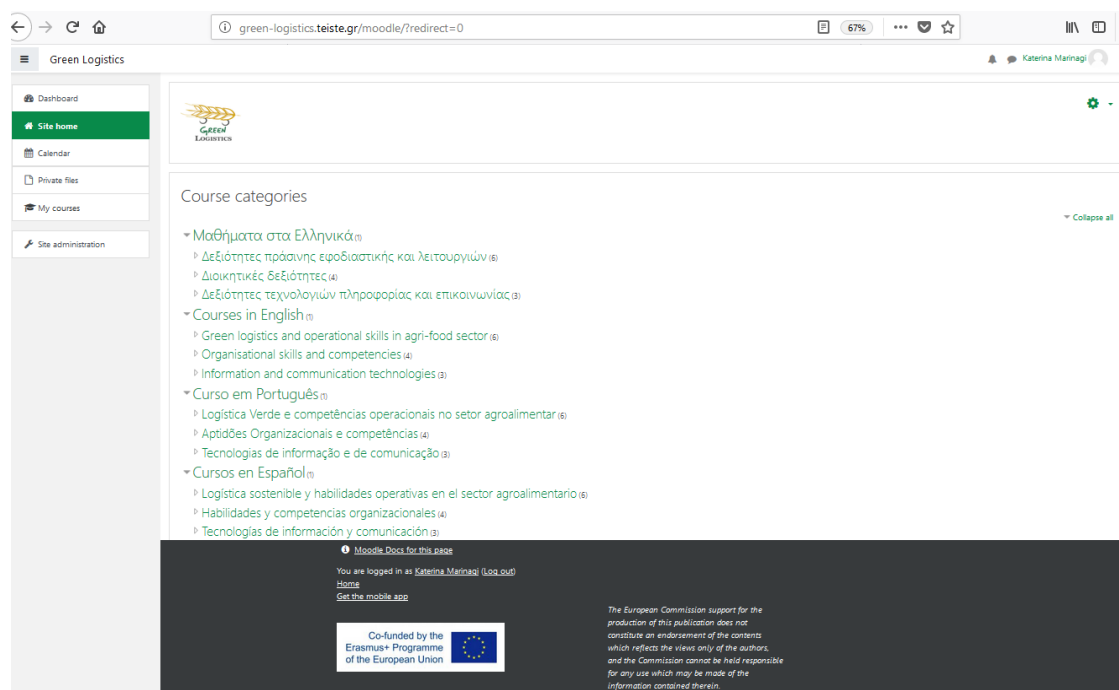 green-logistics.teiste.gr/moodle/?redirect=0
67%
Green Logistics
Katerina Marinagi
Dashboard
Site home
Calendar
Private files
My courses
Site administration
GREEN
LOGISTICS
Course categories
Collapse all
Μαθήματα στα Ελληνικά (1)
Δεξιότητες πράσινης εφοδιαστικής και λειτουργιών (6)
Διοικητικές δεξιότητες (4)
Δεξιότητες τεχνολογιών πληροφορίας και επικοινωνίας (3)
Courses in English (1)
Green logistics and operational skills in agri-food sector (6)
Organisational skills and competencies (4)
Information and communication technologies (3)
Curso em Português (1)
Logística Verde e competências operacionais no setor agroalimentar (6)
Aptidões Organizacionais e competências (4)
Tecnologias de informação e de comunicação (3)
Cursos en Español (1)
Logística sostenible y habilidades operativas en el sector agroalimentario (6)
Habilidades y competencias organizacionales (4)
Tecnologías de información y comunicación (3)
Moodle Docs for this page
You are logged in as Katerina Marinagi (Log out)
Home
Get the mobile app
Co-funded by the
Erasmus+ Programme
of the European Union
The European Commission support for the
production of this publication does not
constitute an endorsement of the contents
which reflects the views only of the authors,
and the Commission cannot be held responsible
for any use which may be made of the
information contained therein.